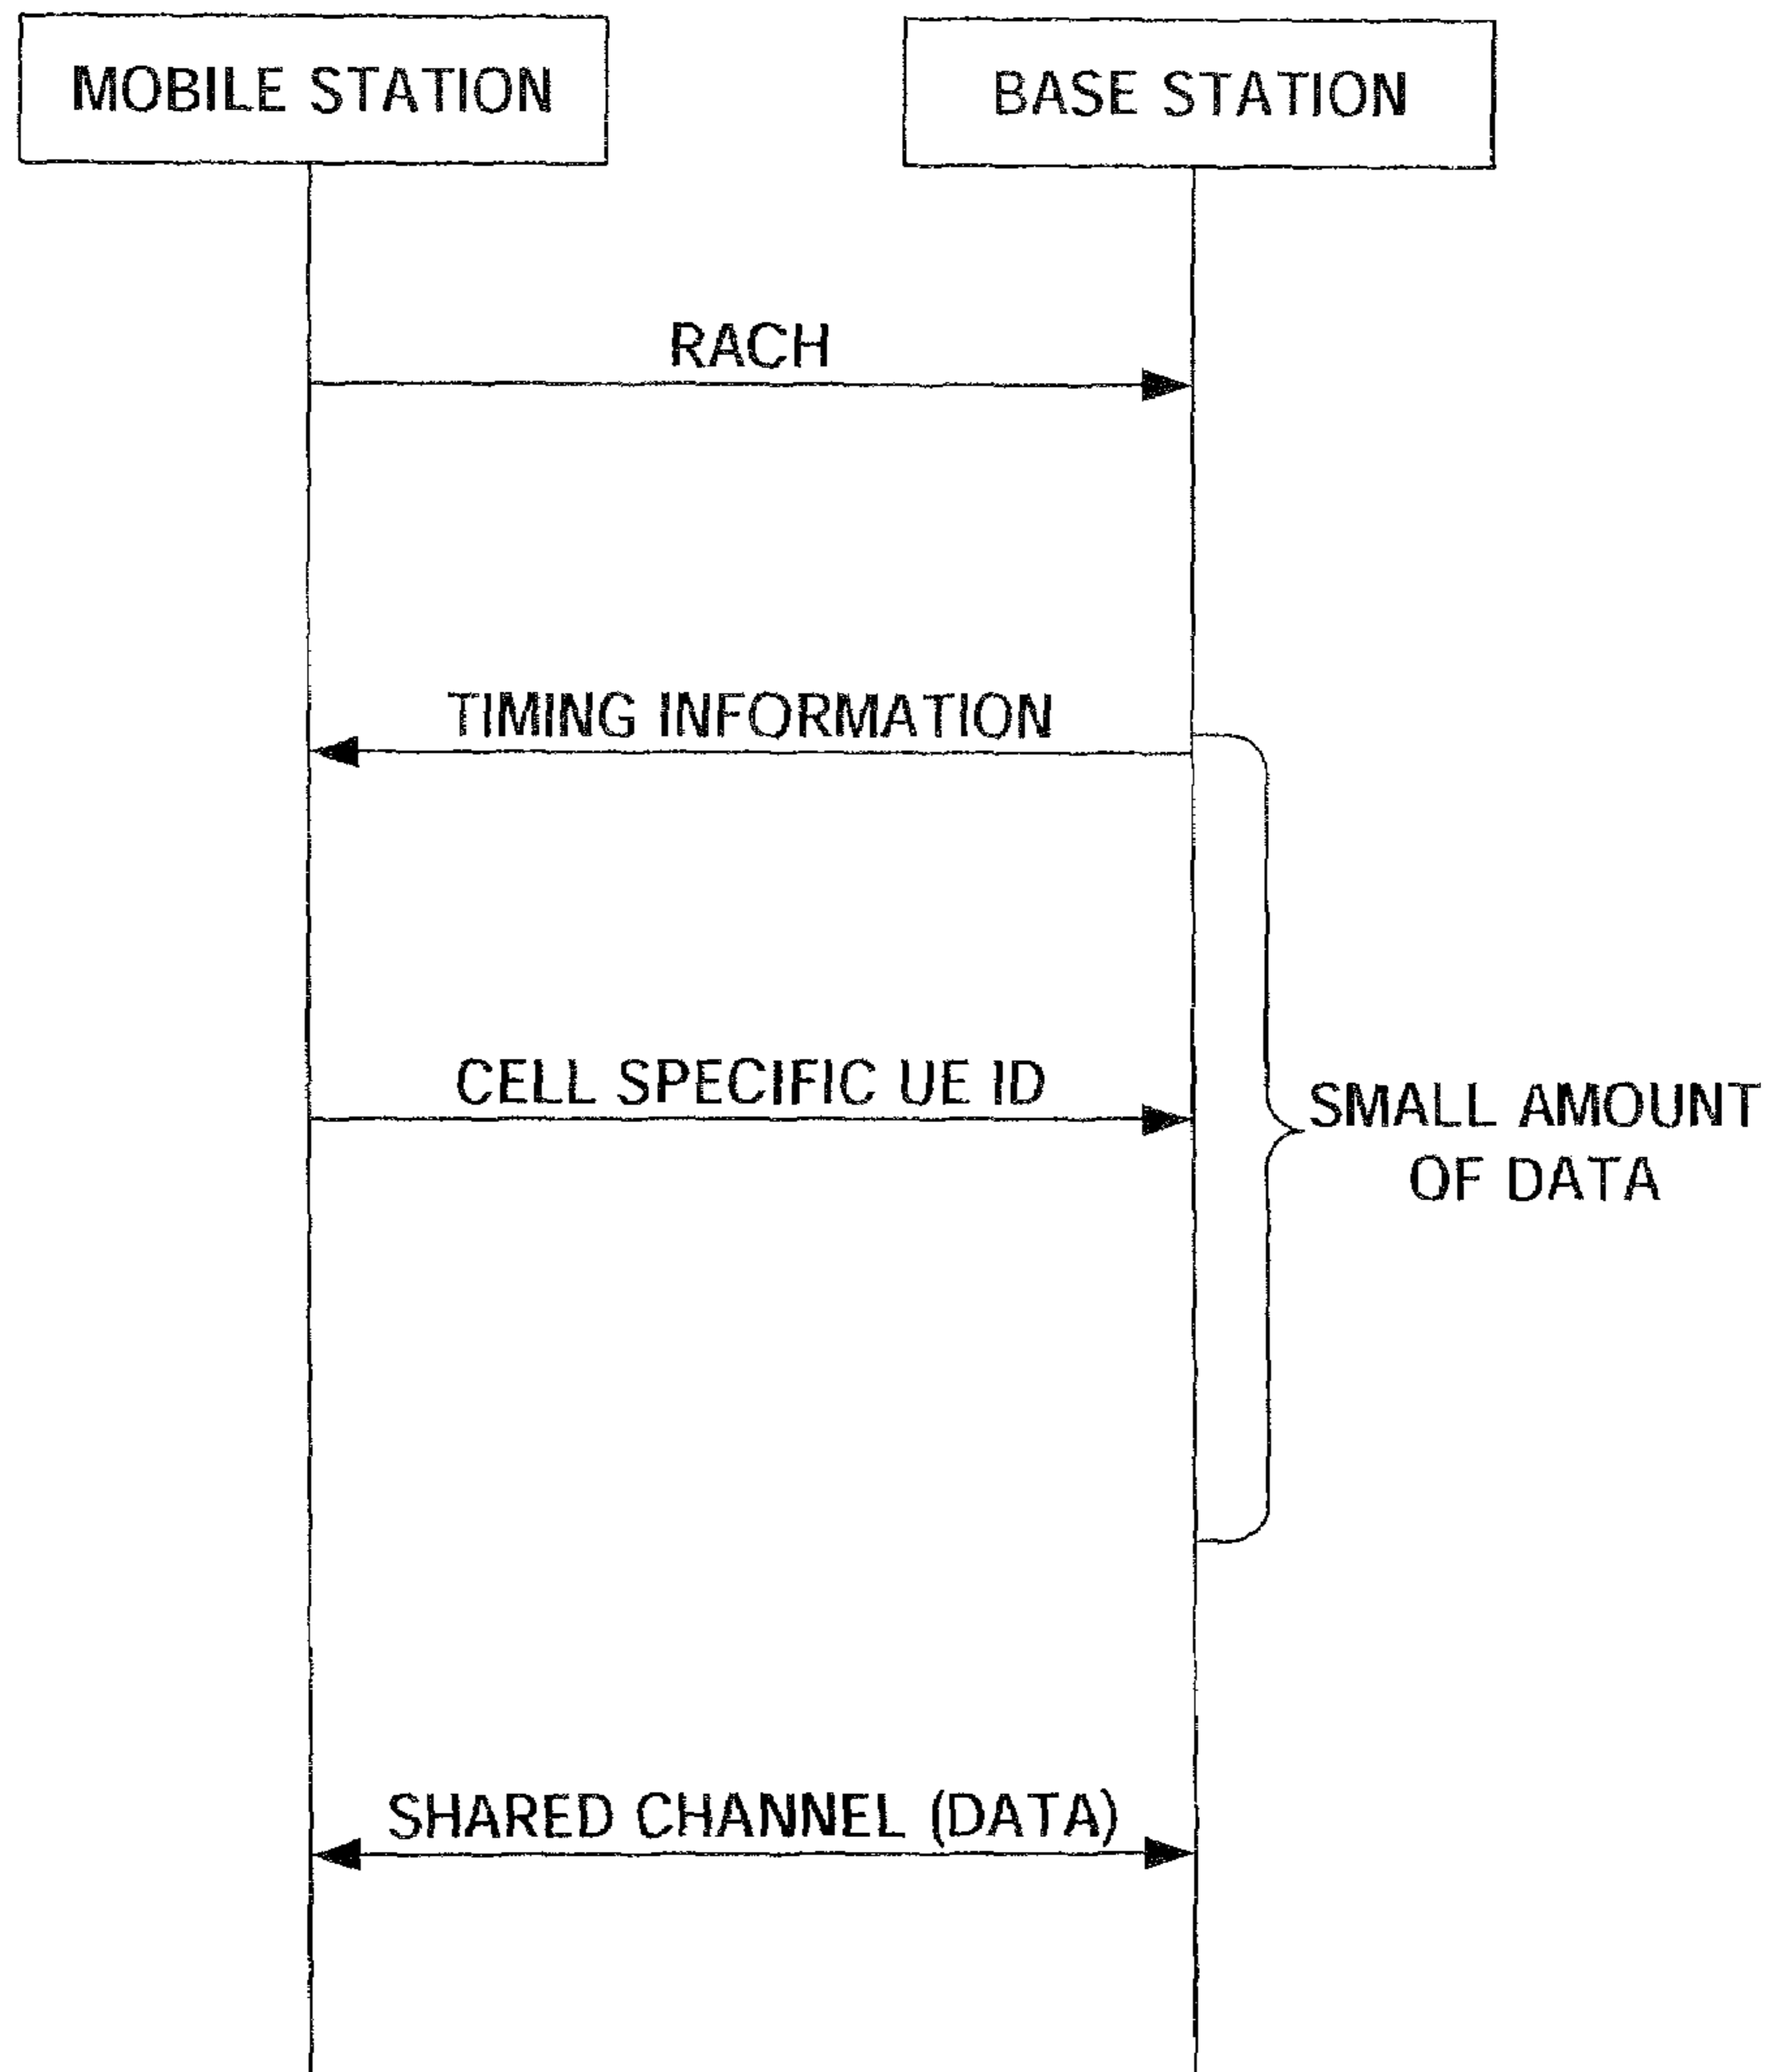 MOBILE STATION
BASE STATION
RACH
TIMING INFORMATION
CELL SPECIFIC UE ID
SMALL AMOUNT
OF DATA
SHARED CHANNEL (DATA)